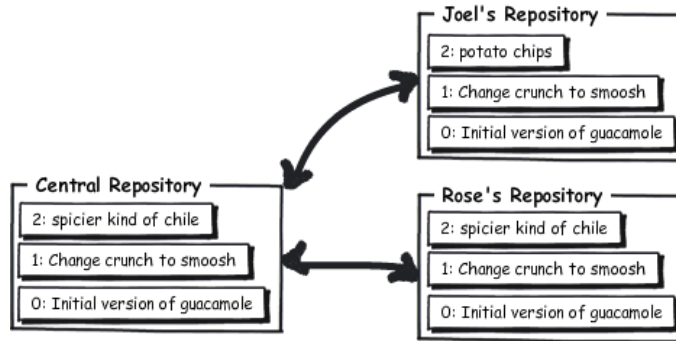 Joel's Repository
2: potato chips
1: Change crunch to smoosh
0: Initial version of guacamole
Central Repository
2: spicier kind of chile
1: Change crunch to smoosh
0: Initial version of guacamole
Rose's Repository
2: spicier kind of chile
1: Change crunch to smoosh
0: Initial version of guacamole